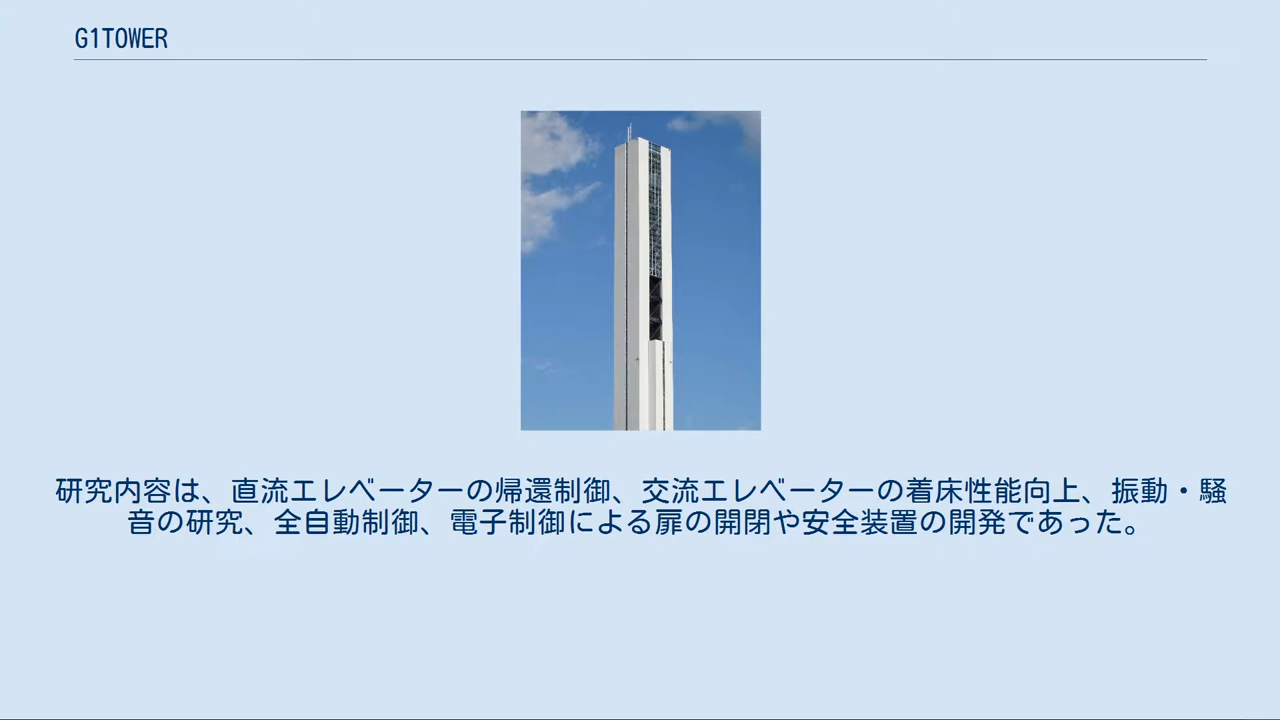 G1TOWER
研究内容は、直流エレベーターの帰還制御、交流エレベーターの着床性能向上、振動・騒
音の研究、全自動制御、電子制御による扉の開閉や安全装置の開発であった。